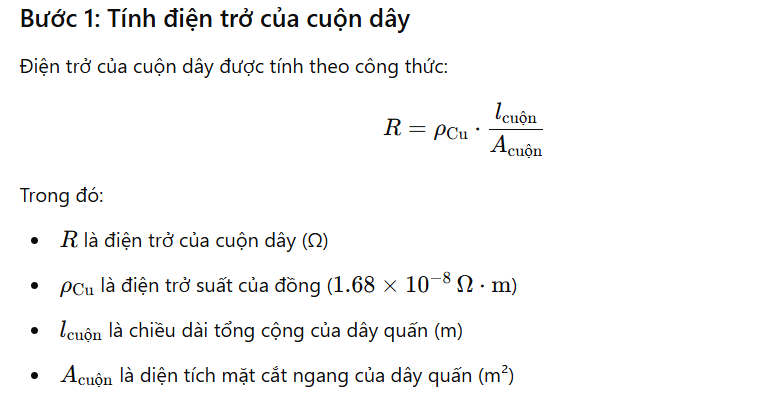 Bước 1: Tính điện trở của cuộn dây
Điện trở của cuộn dây được tính theo công thức:
R = ρ_Cu · l_cuộn / A_cuộn
Trong đó:
• R là điện trở của cuộn dây (Ω)
• ρ_Cu là điện trở suất của đồng (1.68 × 10⁻⁸ Ω · m)
• l_cuộn là chiều dài tổng cộng của dây quấn (m)
• A_cuộn là diện tích mặt cắt ngang của dây quấn (m²)